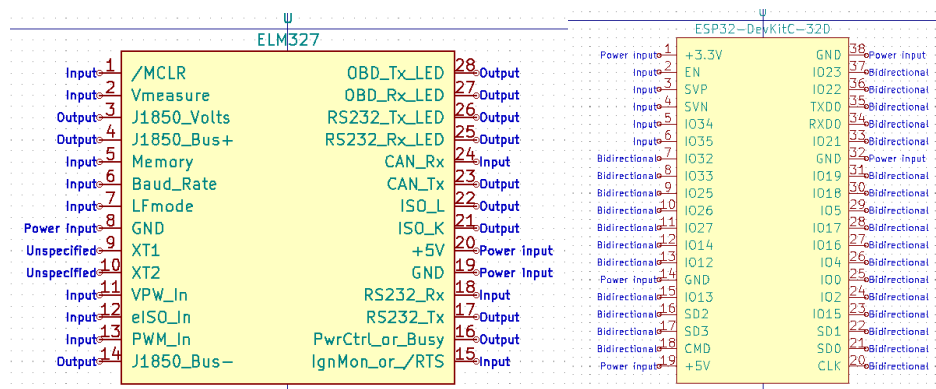 U
ELM327
Input 1 /MCLR OBD_Tx_LED 28 Output
Input 2 Vmeasure OBD_Rx_LED 27 Output
Output 3 J1850_Volts RS232_Tx_LED 26 Output
Output 4 J1850_Bus+ RS232_Rx_LED 25 Output
Input 5 Memory CAN_Rx 24 Input
Input 6 Baud_Rate CAN_Tx 23 Output
Input 7 LFmode ISO_L 22 Output
Power input 8 GND ISO_K 21 Output
Unspecified 9 XT1 +5V 20 Power input
Unspecified 10 XT2 GND 19 Power input
Input 11 VPW_In RS232_Rx 18 Input
Input 12 eISO_In RS232_Tx 17 Output
Input 13 PWM_In PwrCtrl_or_Busy 16 Output
Output 14 J1850_Bus- IgnMon_or_/RTS 15 Input
U
ESP32-DevKitC-32D
Power input 1 +3.3V GND 38 Power input
Input 2 EN IO23 37 Bidirectional
Input 3 SVP IO22 36 Bidirectional
Input 4 SVN TXD0 35 Bidirectional
Input 5 IO34 RXD0 34 Bidirectional
Input 6 IO35 IO21 33 Bidirectional
Bidirectional 7 IO32 GND 32 Power input
Bidirectional 8 IO33 IO19 31 Bidirectional
Bidirectional 9 IO25 IO18 30 Bidirectional
Bidirectional 10 IO26 IO5 29 Bidirectional
Bidirectional 11 IO27 IO17 28 Bidirectional
Bidirectional 12 IO14 IO16 27 Bidirectional
Bidirectional 13 IO12 IO4 26 Bidirectional
Power input 14 GND IO0 25 Bidirectional
Bidirectional 15 IO13 IO2 24 Bidirectional
Bidirectional 16 SD2 IO15 23 Bidirectional
Bidirectional 17 SD3 SD1 22 Bidirectional
Bidirectional 18 CMD SD0 21 Bidirectional
Power input 19 +5V CLK 20 Bidirectional